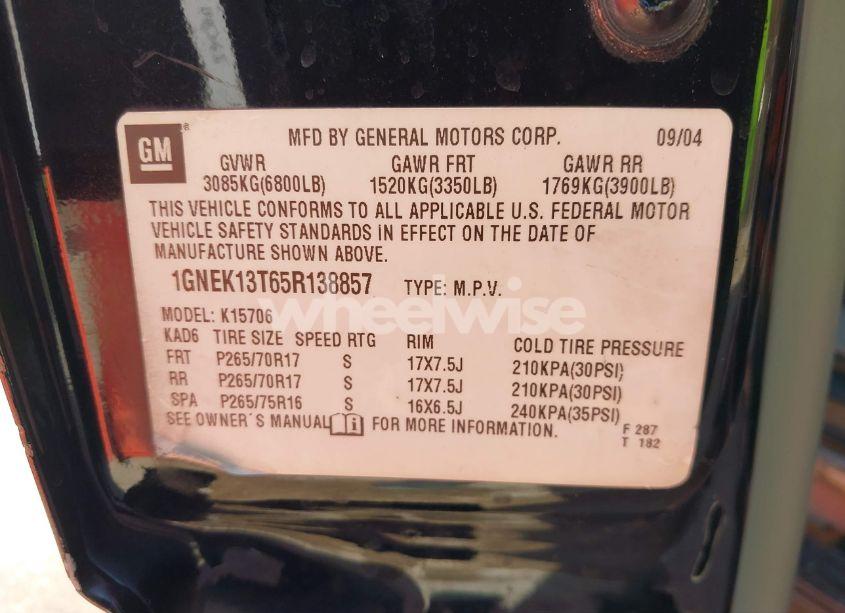 GM
MFD BY GENERAL MOTORS CORP. 09/04
GVWR GAWR FRT GAWR RR
3085KG(6800LB) 1520KG(3350LB) 1769KG(3900LB)
THIS VEHICLE CONFORMS TO ALL APPLICABLE U.S. FEDERAL MOTOR
VEHICLE SAFETY STANDARDS IN EFFECT ON THE DATE OF
MANUFACTURE SHOWN ABOVE.
1GNEK13T65R138857 TYPE: M.P.V.
wheelwise
MODEL: K15706
KAD6 TIRE SIZE SPEED RTG RIM COLD TIRE PRESSURE
FRT P265/70R17 S 17X7.5J 210KPA(30PSI)
RR P265/70R17 S 17X7.5J 210KPA(30PSI)
SPA P265/75R16 S 16X6.5J 240KPA(35PSI)
SEE OWNER´S MANUAL FOR MORE INFORMATION.
F 287
T 182